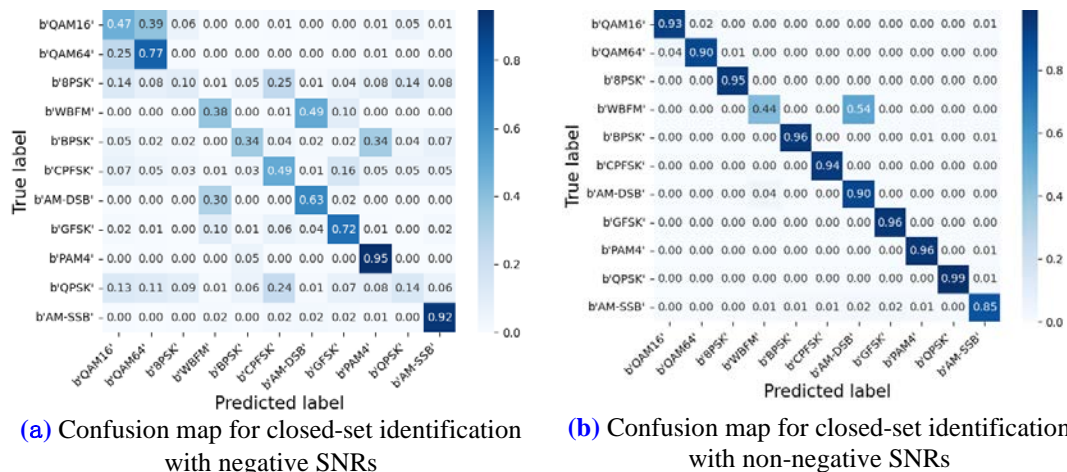 b'QAM16' 0.47 0.39 0.06 0.00 0.01 0.01 0.00 0.00 0.01 0.05 0.01
b'QAM64' 0.25 0.77 0.00 0.00 0.00 0.00 0.00 0.00 0.00 0.00 0.00
b'8PSK' 0.14 0.08 0.10 0.01 0.05 0.25 0.01 0.04 0.08 0.14 0.08
b'WBFM' 0.00 0.00 0.00 0.38 0.00 0.01 0.49 0.10 0.00 0.00 0.00
b'BPSK' 0.05 0.02 0.02 0.00 0.34 0.04 0.02 0.02 0.34 0.04 0.07
b'CPFSK' 0.07 0.05 0.03 0.01 0.03 0.49 0.01 0.16 0.05 0.05 0.05
b'AM-DSB' 0.00 0.00 0.00 0.30 0.00 0.00 0.63 0.04 0.00 0.00 0.00
b'GFSK' 0.02 0.01 0.00 0.10 0.01 0.06 0.04 0.72 0.01 0.00 0.02
b'PAM4' 0.00 0.00 0.00 0.00 0.05 0.00 0.00 0.00 0.95 0.00 0.00
b'QPSK' 0.13 0.11 0.09 0.01 0.06 0.24 0.01 0.07 0.08 0.14 0.06
b'AM-SSB' 0.00 0.00 0.00 0.02 0.00 0.02 0.02 0.02 0.01 0.00 0.92
True label
b'QAM16' b'QAM64' b'8PSK' b'WBFM' b'BPSK' b'CPFSK' b'AM-DSB' b'GFSK' b'PAM4' b'QPSK' b'AM-SSB'
Predicted label
0.8
0.6
0.4
0.2
0.0
(a) Confusion map for closed-set identification
with negative SNRs
b'QAM16' 0.93 0.02 0.00 0.00 0.00 0.00 0.00 0.00 0.00 0.00 0.01
b'QAM64' 0.04 0.90 0.01 0.00 0.00 0.00 0.00 0.00 0.00 0.00 0.00
b'8PSK' 0.00 0.00 0.95 0.00 0.00 0.00 0.00 0.00 0.00 0.00 0.01
b'WBFM' 0.00 0.00 0.00 0.44 0.00 0.00 0.54 0.00 0.00 0.00 0.00
b'BPSK' 0.00 0.00 0.00 0.00 0.96 0.00 0.00 0.00 0.01 0.00 0.01
b'CPFSK' 0.00 0.00 0.00 0.00 0.00 0.94 0.00 0.00 0.00 0.00 0.00
b'AM-DSB' 0.00 0.00 0.00 0.04 0.00 0.00 0.90 0.00 0.00 0.00 0.00
b'GFSK' 0.00 0.00 0.00 0.00 0.00 0.00 0.00 0.96 0.00 0.00 0.00
b'PAM4' 0.00 0.00 0.00 0.00 0.00 0.00 0.00 0.00 0.96 0.00 0.01
b'QPSK' 0.00 0.00 0.00 0.00 0.00 0.00 0.00 0.00 0.00 0.99 0.01
b'AM-SSB' 0.00 0.00 0.00 0.01 0.01 0.01 0.02 0.02 0.01 0.00 0.85
True label
b'QAM16' b'QAM64' b'8PSK' b'WBFM' b'BPSK' b'CPFSK' b'AM-DSB' b'GFSK' b'PAM4' b'QPSK' b'AM-SSB'
Predicted label
0.8
0.6
0.4
0.2
0.0
(b) Confusion map for closed-set identification
with non-negative SNRs